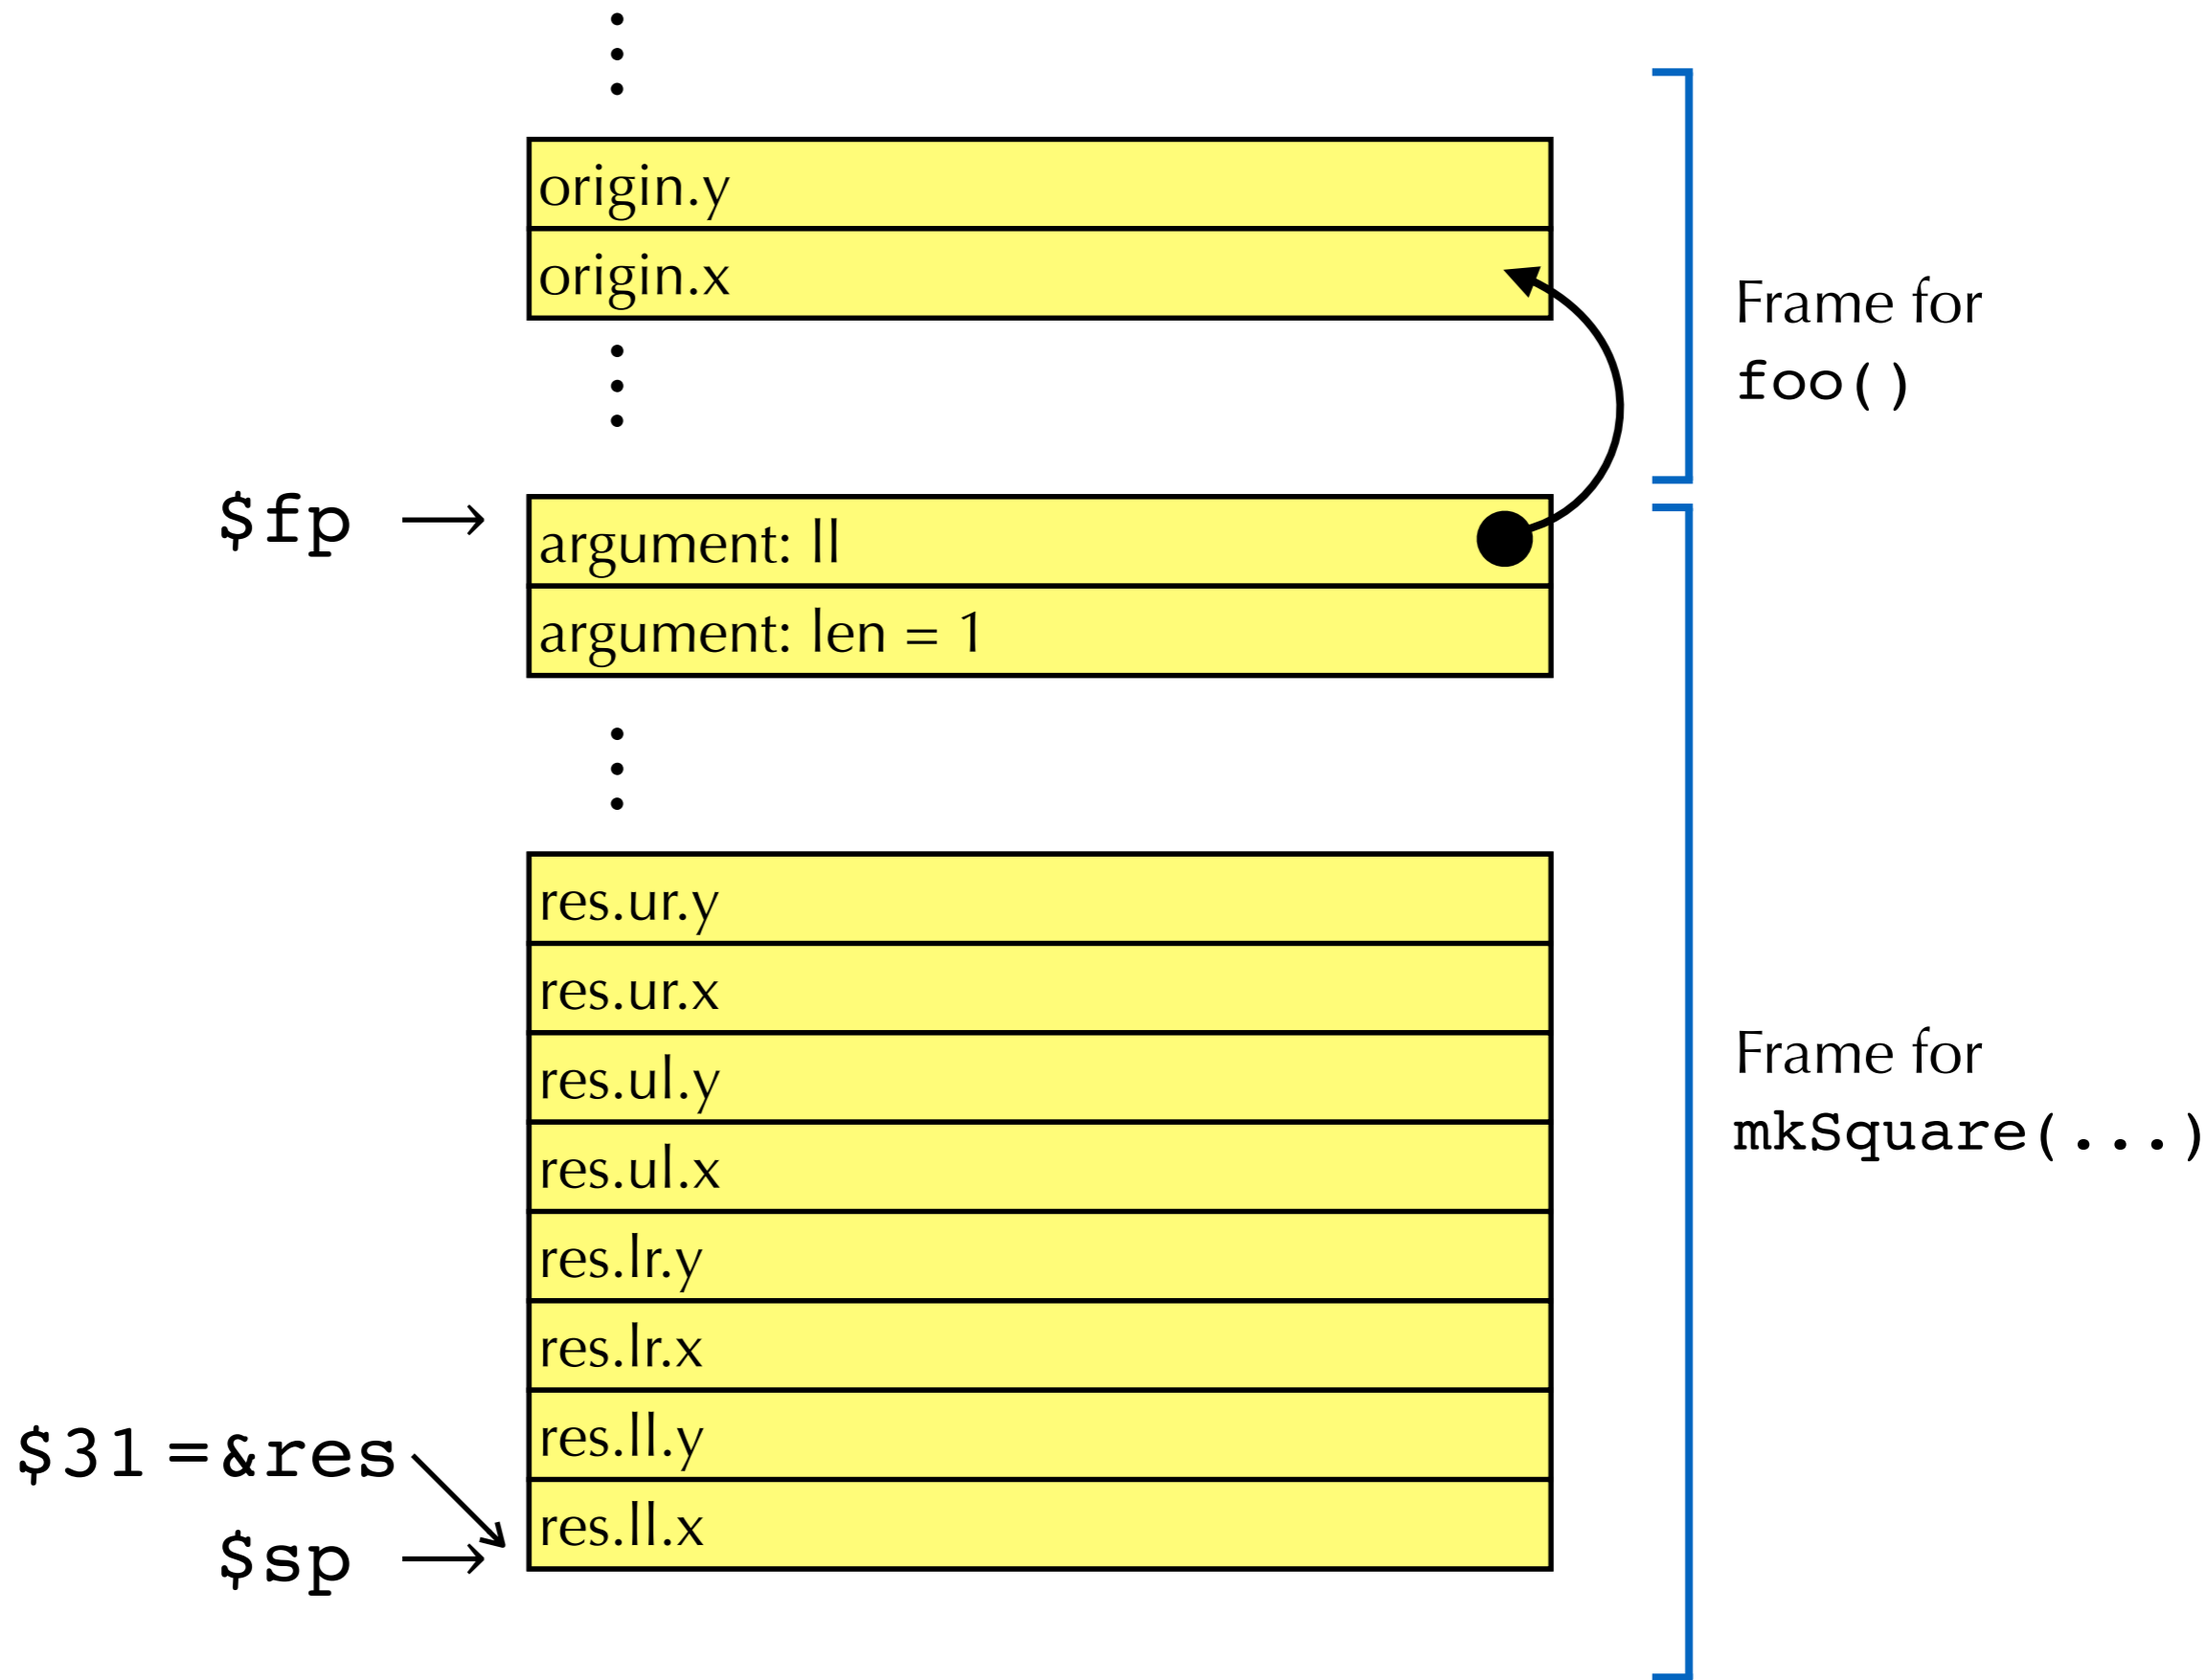 origin.y
origin.x
Frame for
foo()
$fp
argument: ll
argument: len = 1
res.ur.y
res.ur.x
res.ul.y
Frame for
mkSquare(...)
res.ul.x
res.lr.y
res.lr.x
$31=&res
res.ll.y
$sp
res.ll.x